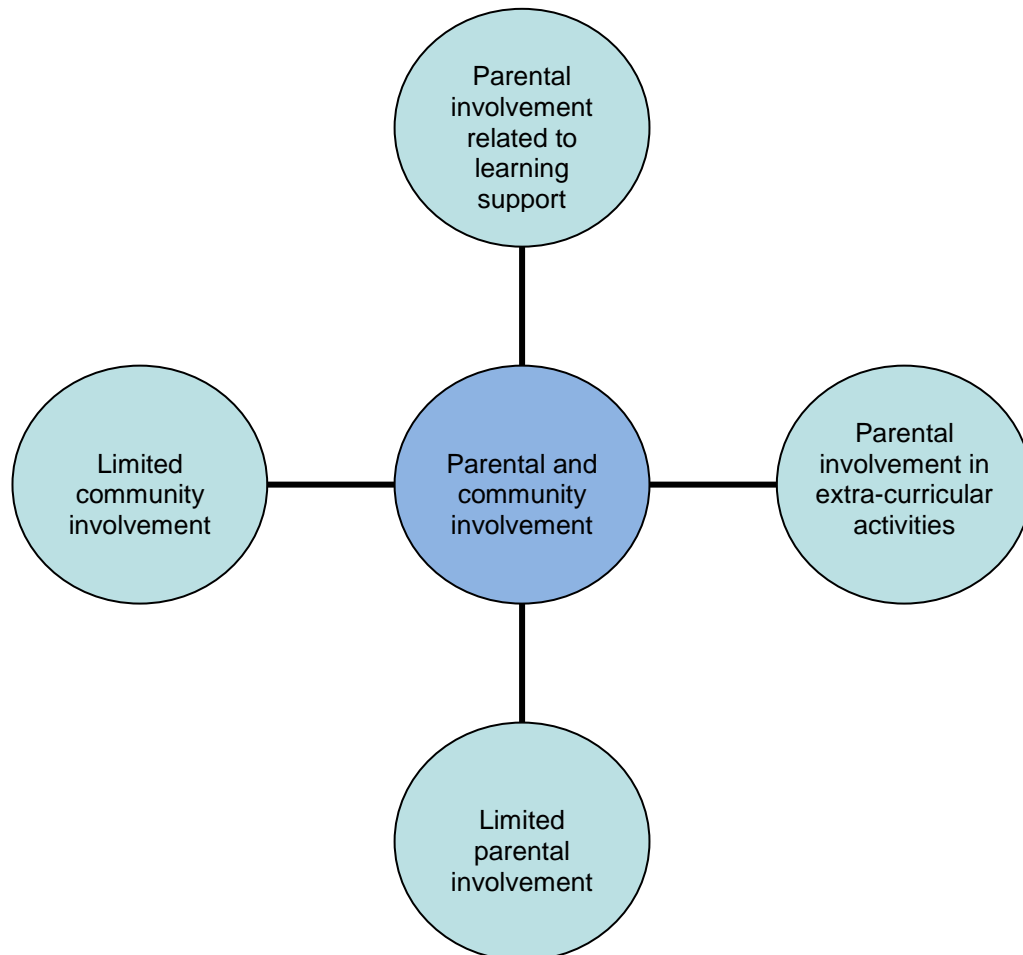 Parental
involvement
related to
learning
support
Limited
community
involvement
Parental and
community
involvement
Parental
involvement in
extra-curricular
activities
Limited
parental
involvement